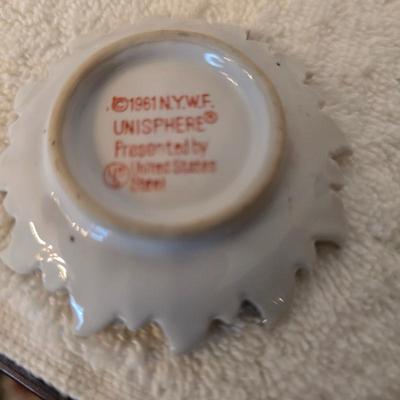 ©1961 N.Y.W.F.
UNISPHERE®
Presented by
United States
Steel